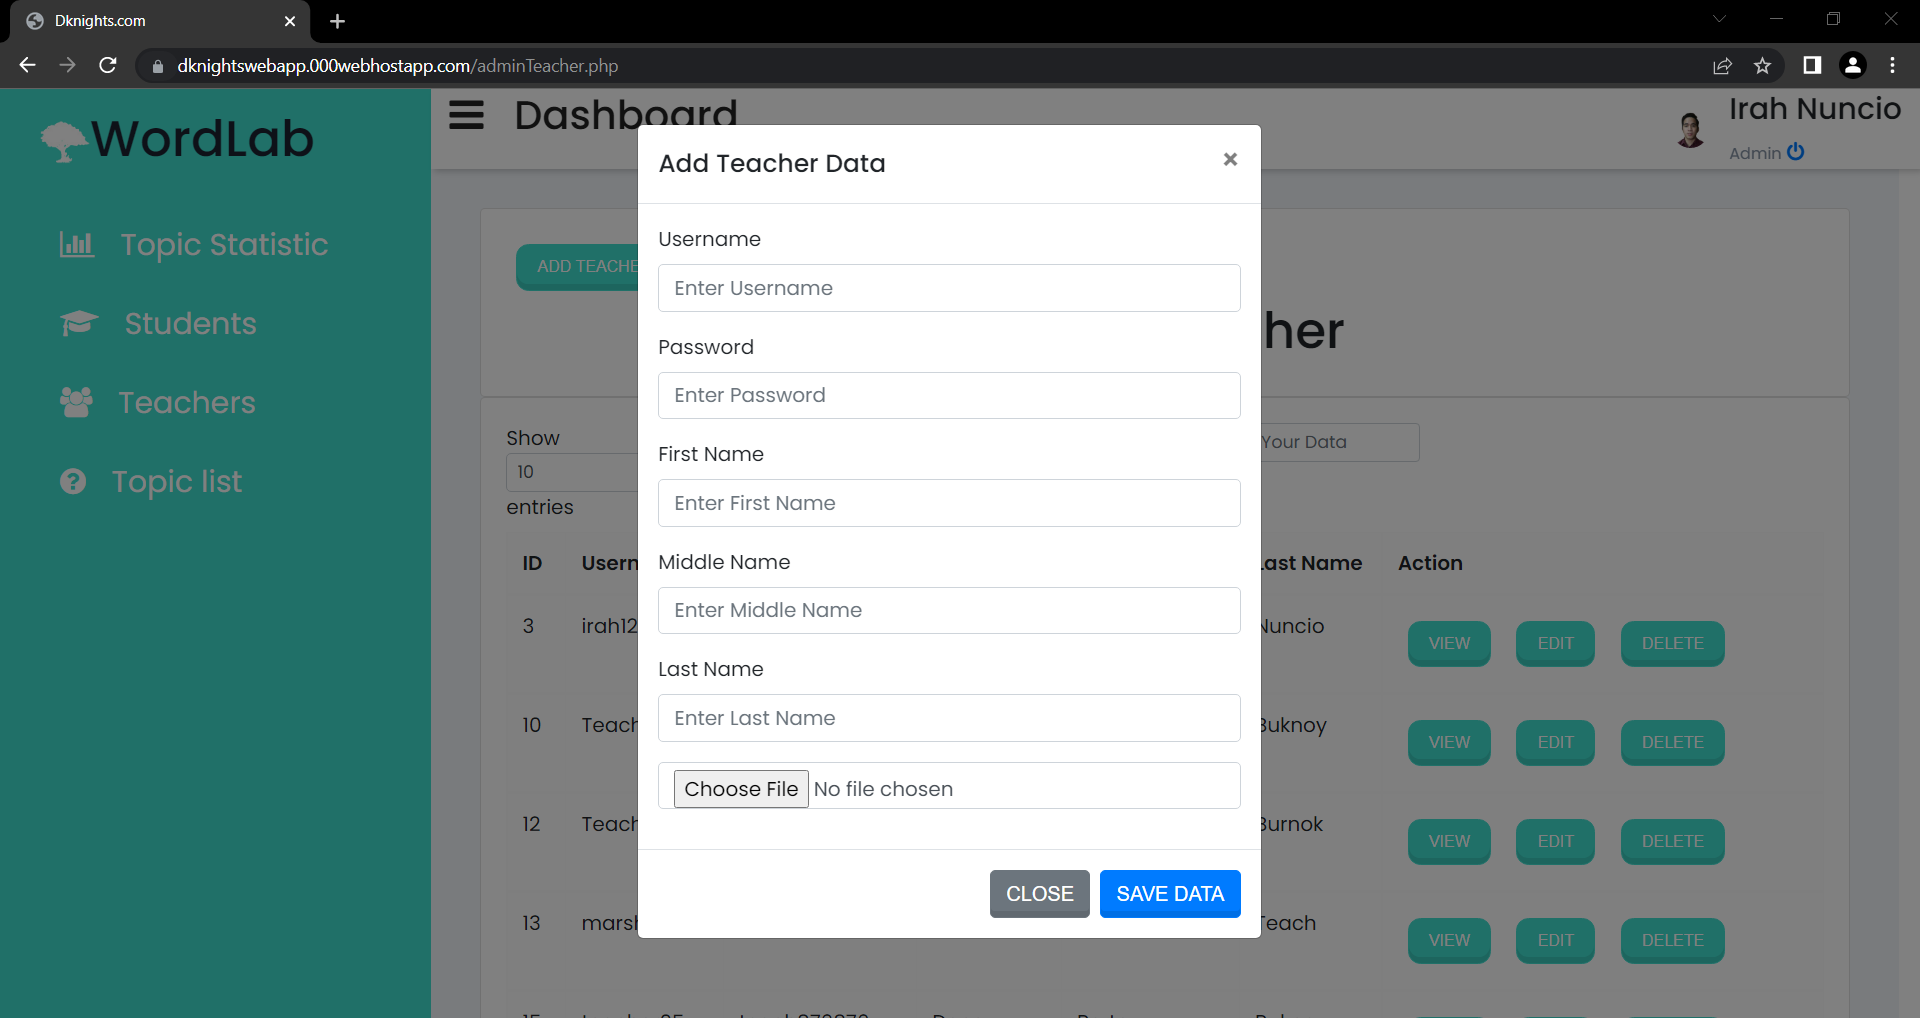 Dknights.com
dknightswebapp.000webhostapp.com/adminTeacher.php
WordLab
Dashboard
Irah Nuncio
Admin
Topic Statistic
Students
Teachers
Topic list
ADD TEACHE
her
Show
10
entries
Your Data
ID Usern Last Name Action
3 irah12 Nuncio VIEW EDIT DELETE
10 Teach Buknoy VIEW EDIT DELETE
12 Teach Burnok VIEW EDIT DELETE
13 marsh Teach VIEW EDIT DELETE
Add Teacher Data
Username
Enter Username
Password
Enter Password
First Name
Enter First Name
Middle Name
Enter Middle Name
Last Name
Enter Last Name
Choose File No file chosen
CLOSE SAVE DATA